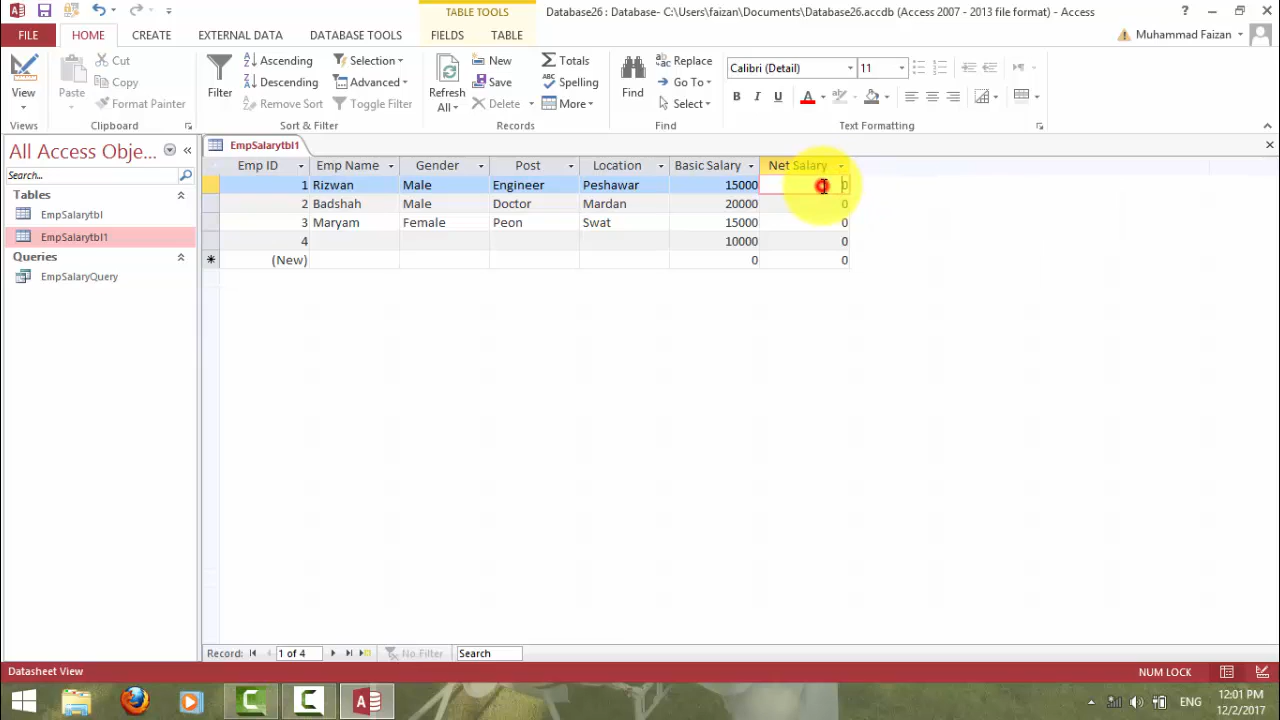 TABLE TOOLS
Database26 : Database- C:\Users\faizan\Documents\Database26.accdb (Access 2007 - 2013 file format) - Access
FILE HOME CREATE EXTERNAL DATA DATABASE TOOLS FIELDS TABLE Muhammad Faizan
View
Views
Paste
Cut
Copy
Format Painter
Clipboard
Filter
Ascending
Descending
Remove Sort
Selection
Advanced
Toggle Filter
Sort & Filter
Refresh
All
New
Save
Delete
Totals
Spelling
More
Records
Find
Replace
Go To
Select
Find
Calibri (Detail) 11
B I U A
Text Formatting
All Access Obje...
Search...
Tables
EmpSalarytbl
EmpSalarytbl1
Queries
EmpSalaryQuery
EmpSalarytbl1
Emp ID Emp Name Gender Post Location Basic Salary Net Salary
1 Rizwan Male Engineer Peshawar 15000 0
2 Badshah Male Doctor Mardan 20000 0
3 Maryam Female Peon Swat 15000 0
4 10000 0
(New) 0 0
Record: 1 of 4 No Filter Search
Datasheet View NUM LOCK
ENG
12:01 PM
12/2/2017